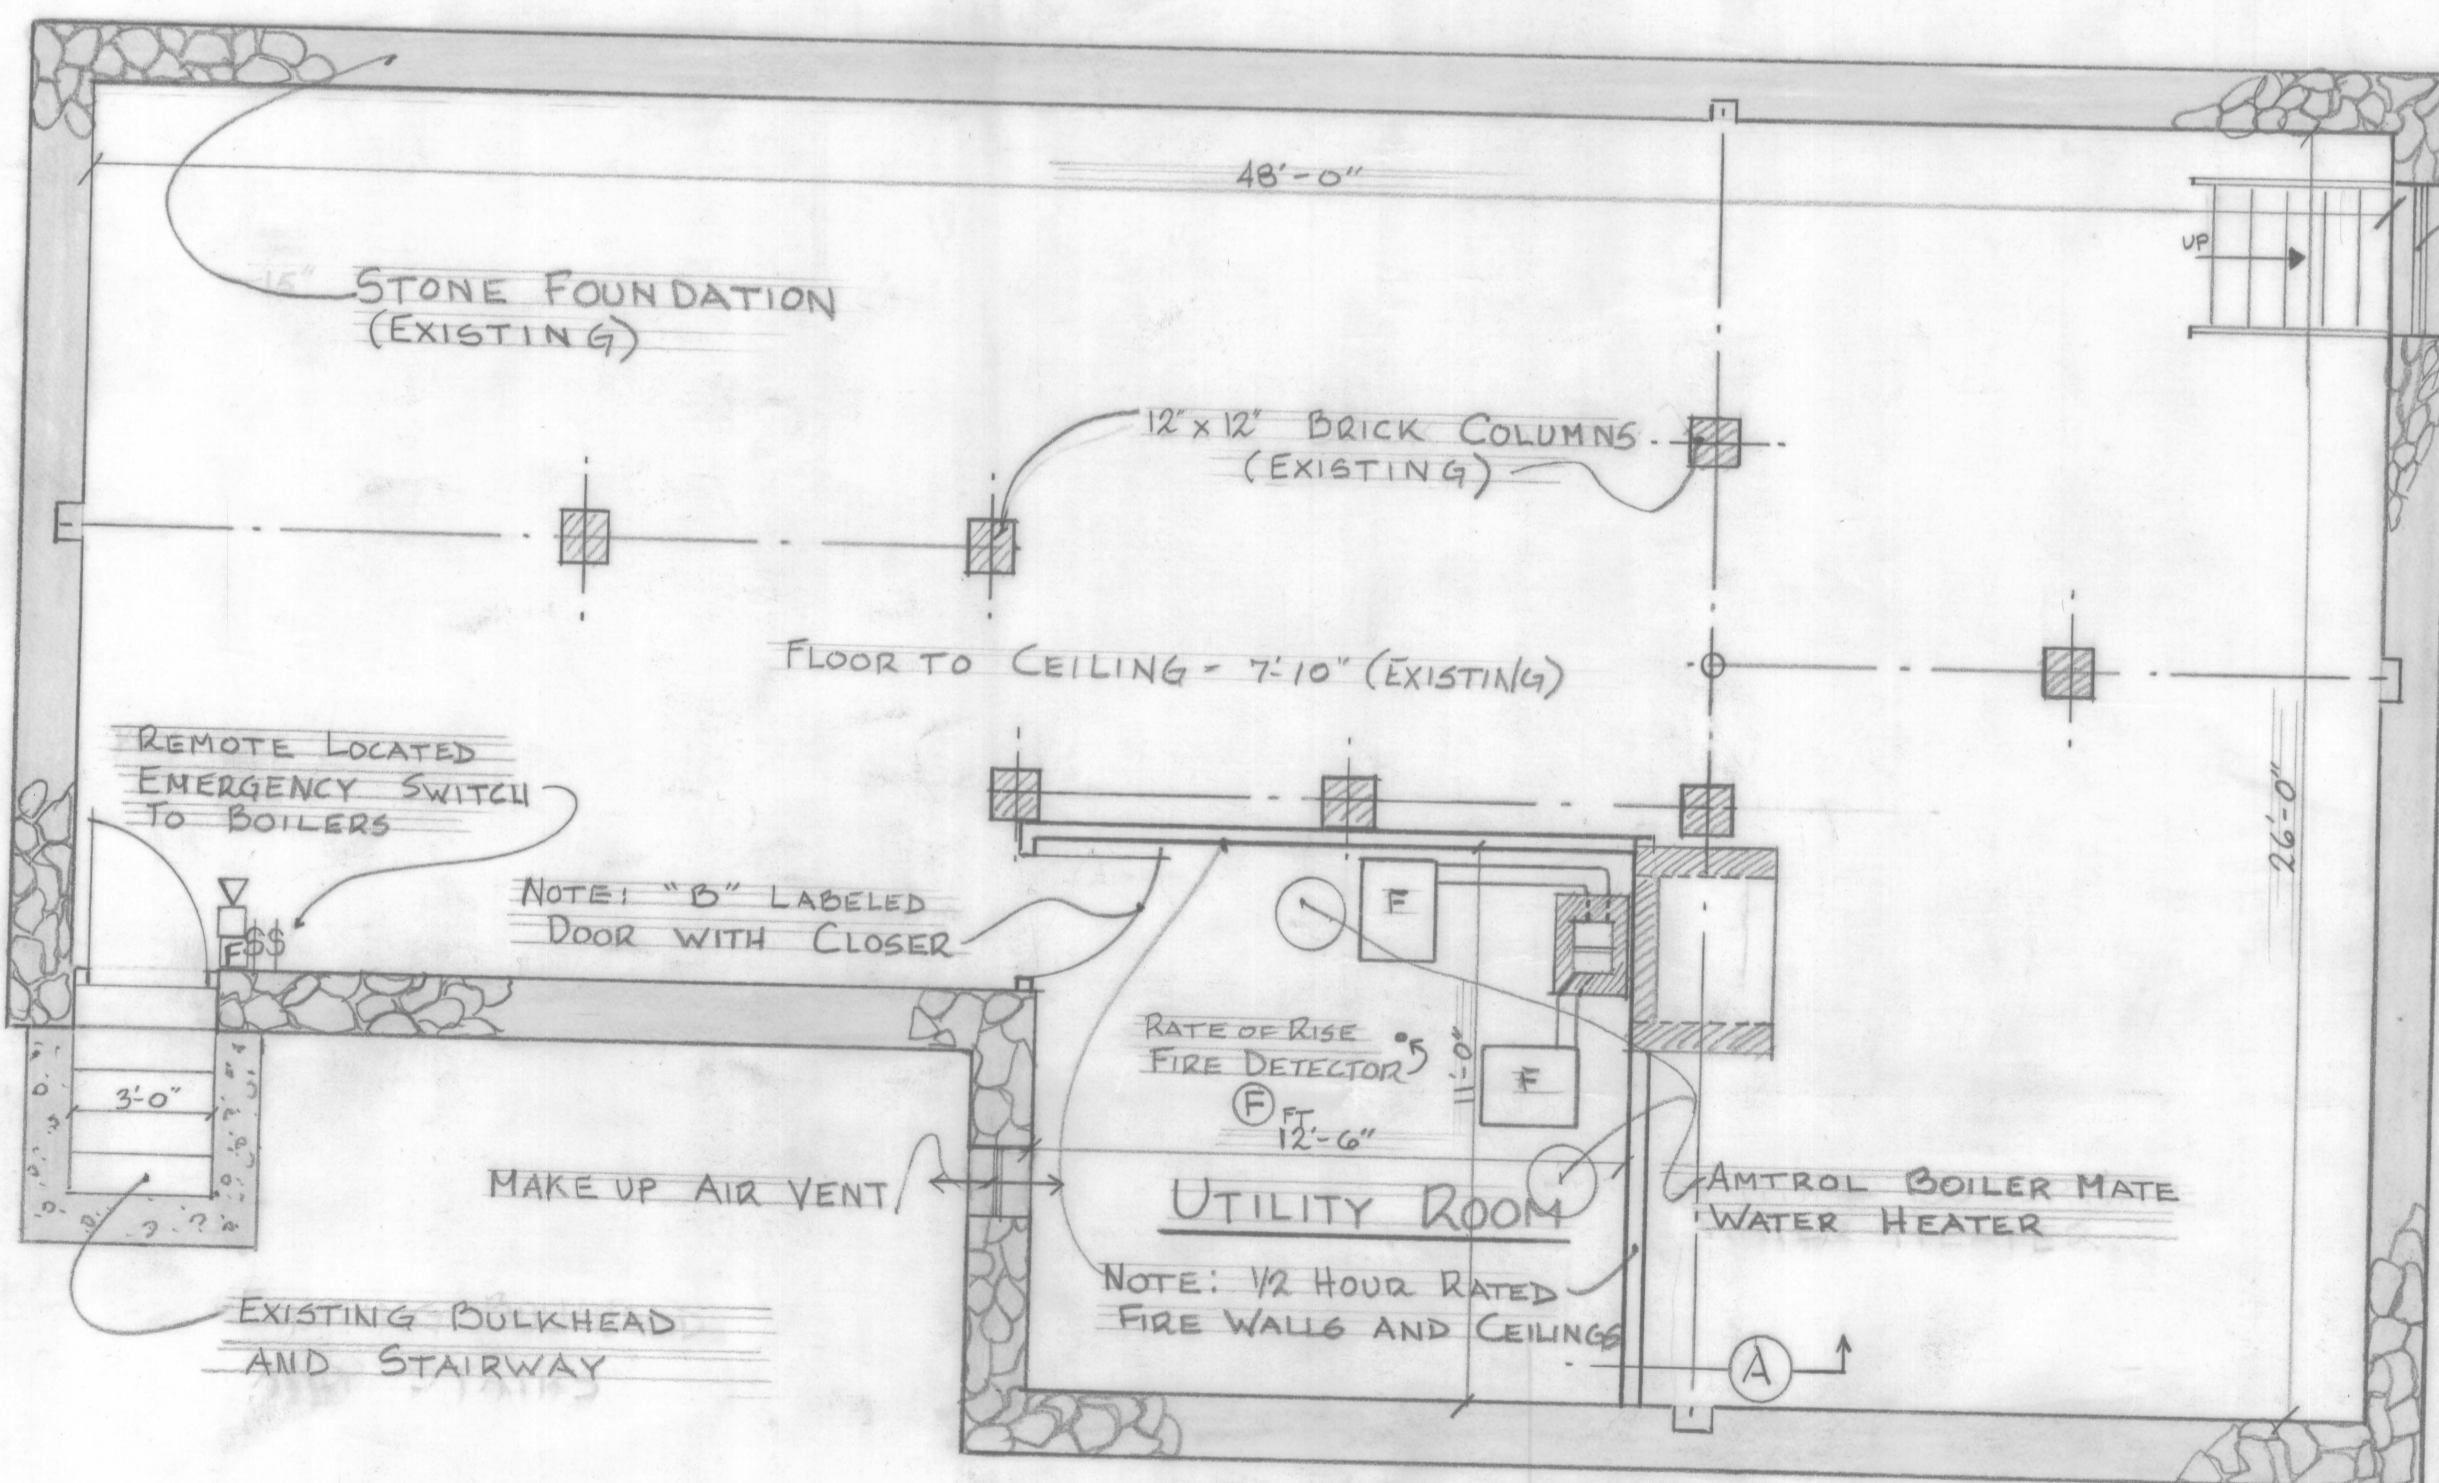 48'-0"
UP
15"
STONE FOUNDATION
(EXISTING)
12" x 12" BRICK COLUMNS
(EXISTING)
FLOOR TO CEILING - 7'-10" (EXISTING)
26'-0"
REMOTE LOCATED
EMERGENCY SWITCH
TO BOILERS
F$$
NOTE: "B" LABELED
DOOR WITH CLOSER
F
RATE OF RISE
FIRE DETECTOR
F FT
11'-0"
F
12'-6"
3'-0"
MAKE UP AIR VENT
UTILITY ROOM
AMTROL BOILER MATE
WATER HEATER
NOTE: 1/2 HOUR RATED
FIRE WALLS AND CEILINGS
EXISTING BULKHEAD
AND STAIRWAY
A